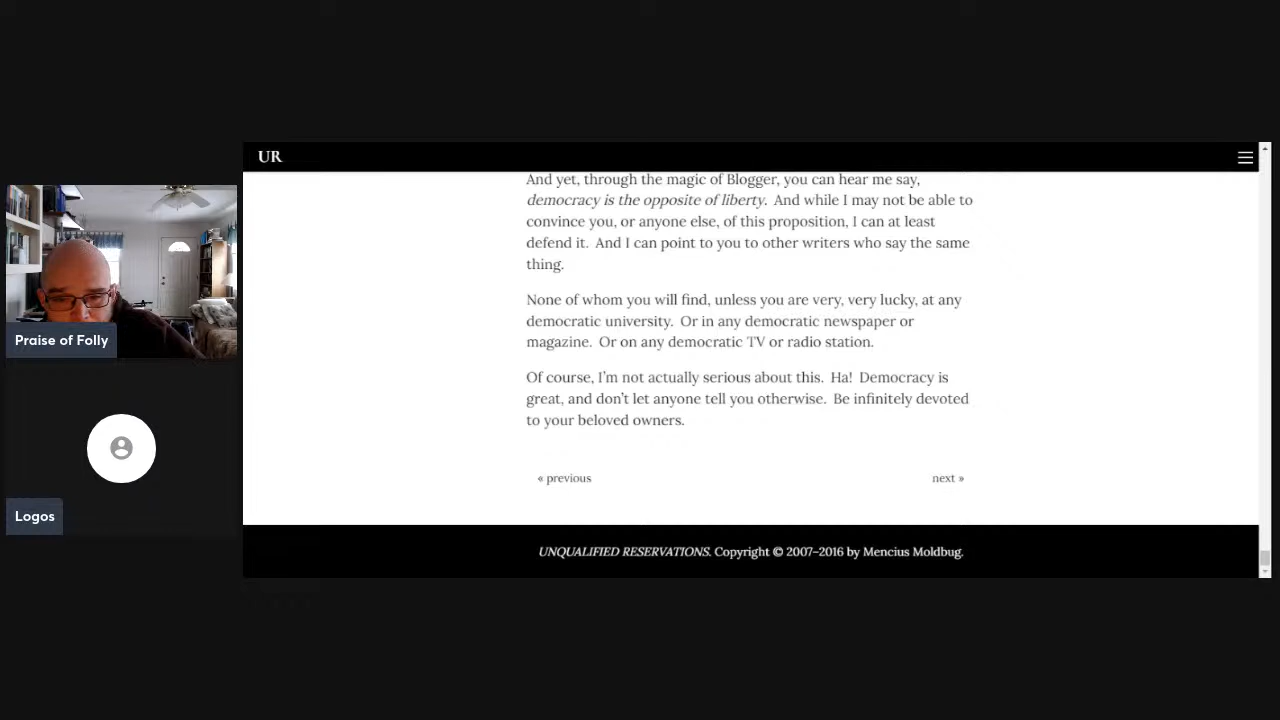 UR
And yet, through the magic of Blogger, you can hear me say,
democracy is the opposite of liberty. And while I may not be able to
convince you, or anyone else, of this proposition, I can at least
defend it. And I can point to you to other writers who say the same
thing.
None of whom you will find, unless you are very, very lucky, at any
democratic university. Or in any democratic newspaper or
magazine. Or on any democratic TV or radio station.
Of course, I’m not actually serious about this. Ha! Democracy is
great, and don’t let anyone tell you otherwise. Be infinitely devoted
to your beloved owners.
« previous
next »
UNQUALIFIED RESERVATIONS. Copyright © 2007–2016 by Mencius Moldbug.
Praise of Folly
Logos